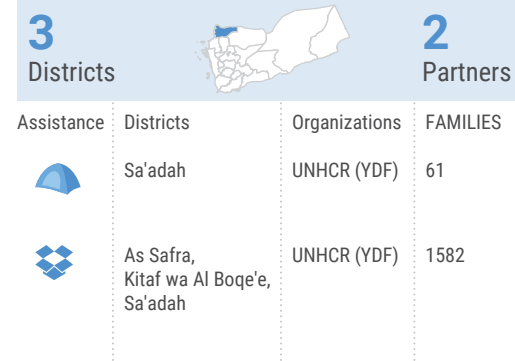 3
Districts
2
Partners
Assistance Districts Organizations FAMILIES
Sa'adah UNHCR (YDF) 61
As Safra, UNHCR (YDF) 1582
Kitaf wa Al Boqe'e,
Sa'adah